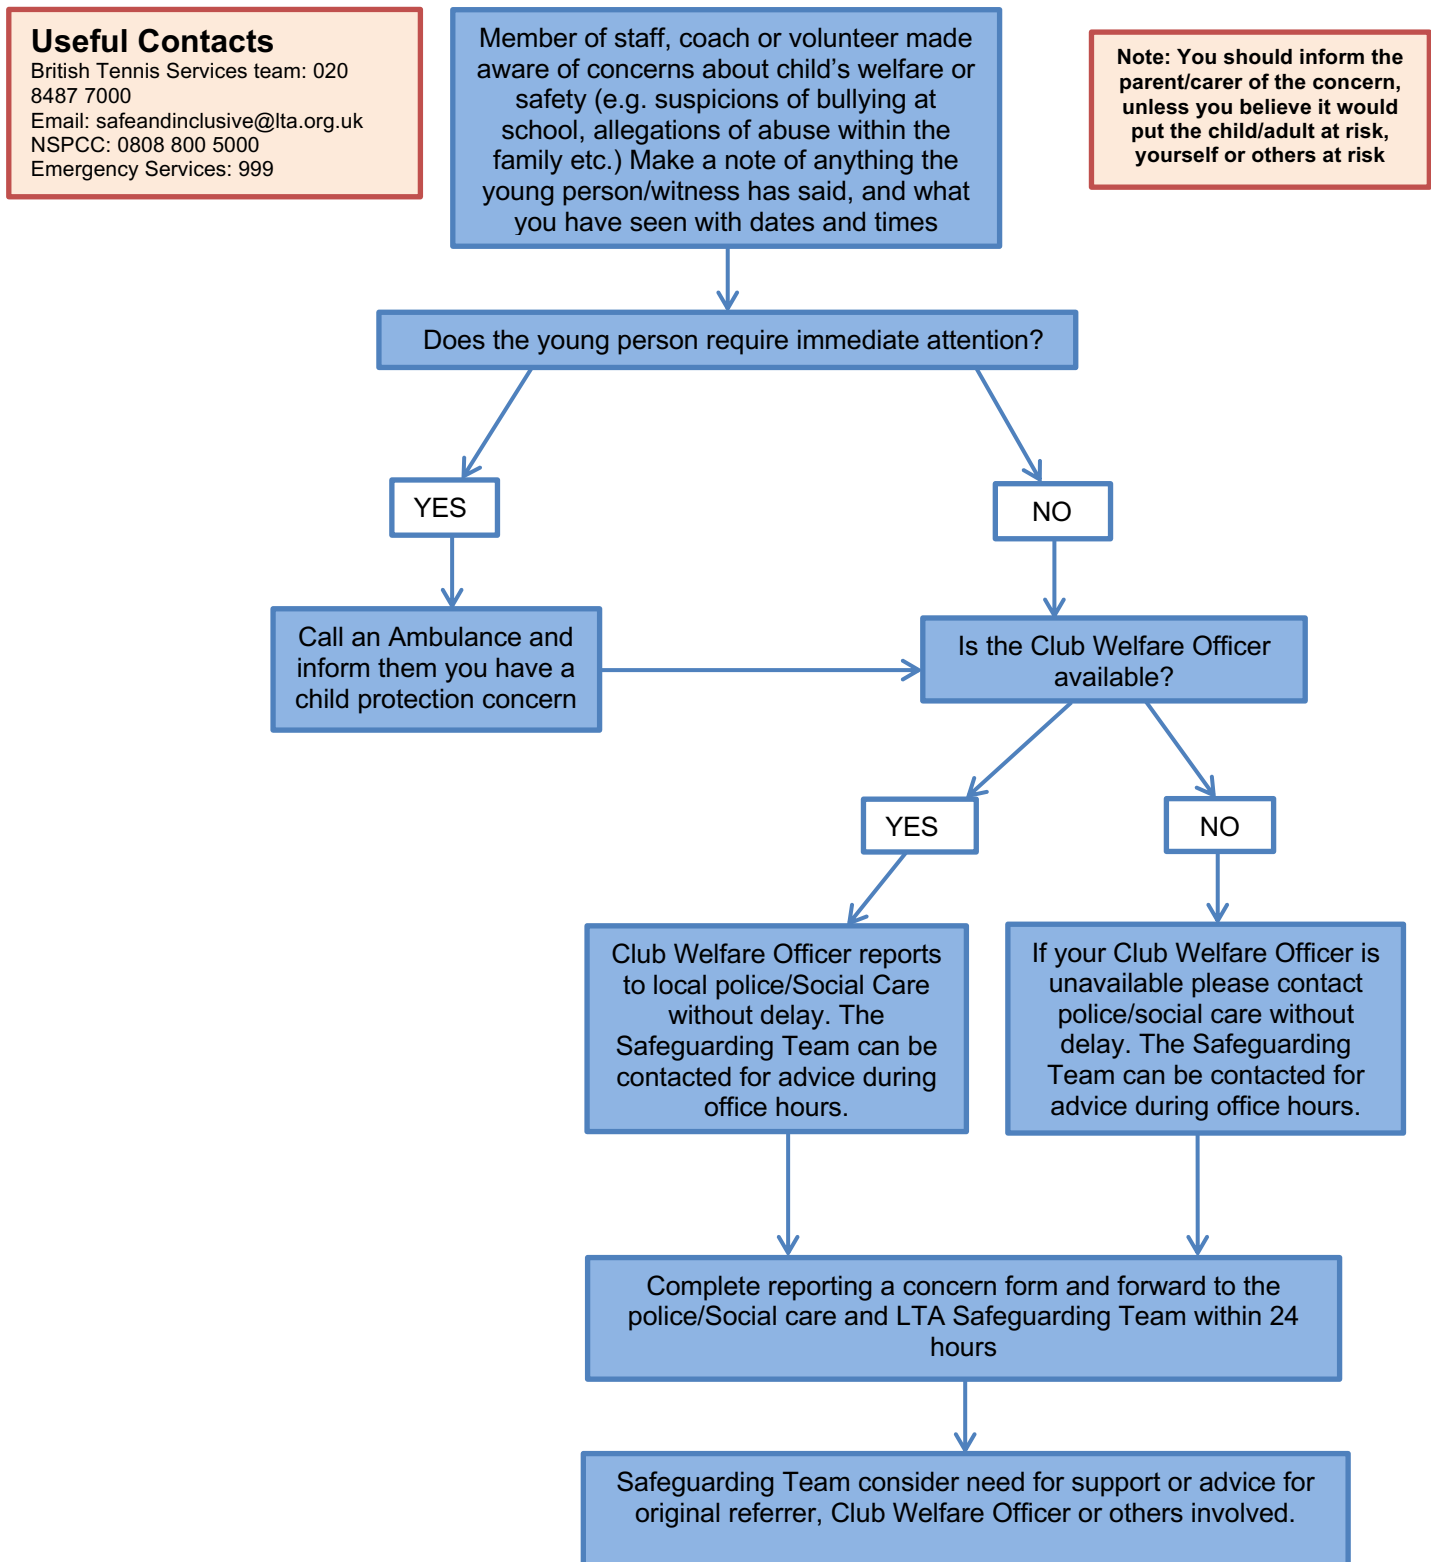 Useful Contacts
British Tennis Services team: 020
8487 7000
Email: safeandinclusive@lta.org.uk
NSPCC: 0808 800 5000
Emergency Services: 999
Member of staff, coach or volunteer made
aware of concerns about child’s welfare or
safety (e.g. suspicions of bullying at
school, allegations of abuse within the
family etc.) Make a note of anything the
young person/witness has said, and what
you have seen with dates and times
Note: You should inform the
parent/carer of the concern,
unless you believe it would
put the child/adult at risk,
yourself or others at risk
Does the young person require immediate attention?
YES
NO
Call an Ambulance and
inform them you have a
child protection concern
Is the Club Welfare Officer
available?
YES
NO
Club Welfare Officer reports
to local police/Social Care
without delay. The
Safeguarding Team can be
contacted for advice during
office hours.
If your Club Welfare Officer is
unavailable please contact
police/social care without
delay. The Safeguarding
Team can be contacted for
advice during office hours.
Complete reporting a concern form and forward to the
police/Social care and LTA Safeguarding Team within 24
hours
Safeguarding Team consider need for support or advice for
original referrer, Club Welfare Officer or others involved.